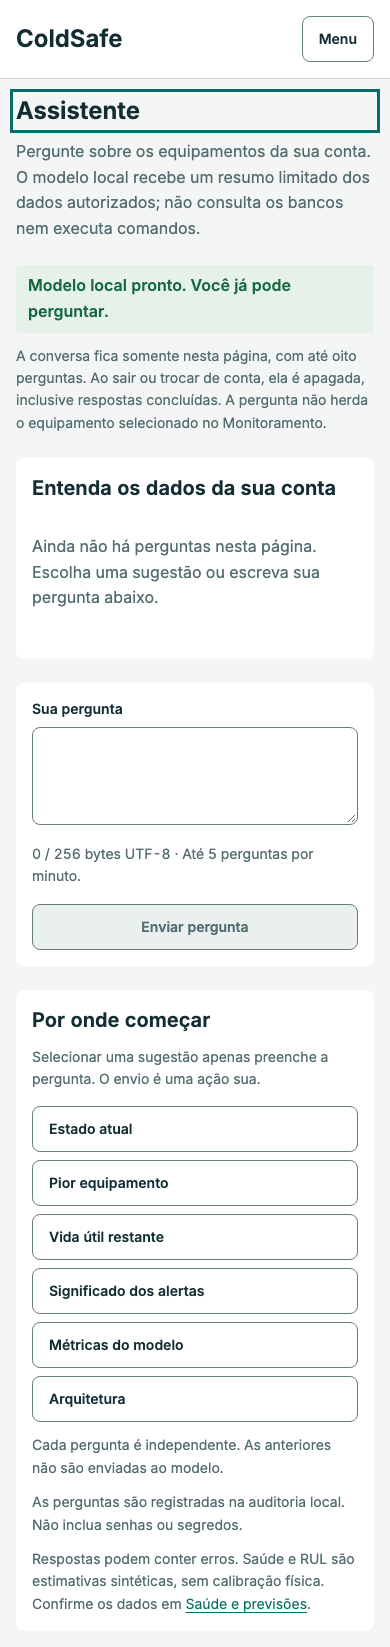 ColdSafe
Menu
Assistente
Pergunte sobre os equipamentos da sua conta.
O modelo local recebe um resumo limitado dos
dados autorizados; não consulta os bancos
nem executa comandos.
Modelo local pronto. Você já pode
perguntar.
A conversa fica somente nesta página, com até oito
perguntas. Ao sair ou trocar de conta, ela é apagada,
inclusive respostas concluídas. A pergunta não herda
o equipamento selecionado no Monitoramento.
Entenda os dados da sua conta
Ainda não há perguntas nesta página.
Escolha uma sugestão ou escreva sua
pergunta abaixo.
Sua pergunta
0 / 256 bytes UTF-8 · Até 5 perguntas por
minuto.
Enviar pergunta
Por onde começar
Selecionar uma sugestão apenas preenche a
pergunta. O envio é uma ação sua.
Estado atual
Pior equipamento
Vida útil restante
Significado dos alertas
Métricas do modelo
Arquitetura
Cada pergunta é independente. As anteriores
não são enviadas ao modelo.
As perguntas são registradas na auditoria local.
Não inclua senhas ou segredos.
Respostas podem conter erros. Saúde e RUL são
estimativas sintéticas, sem calibração física.
Confirme os dados em Saúde e previsões.